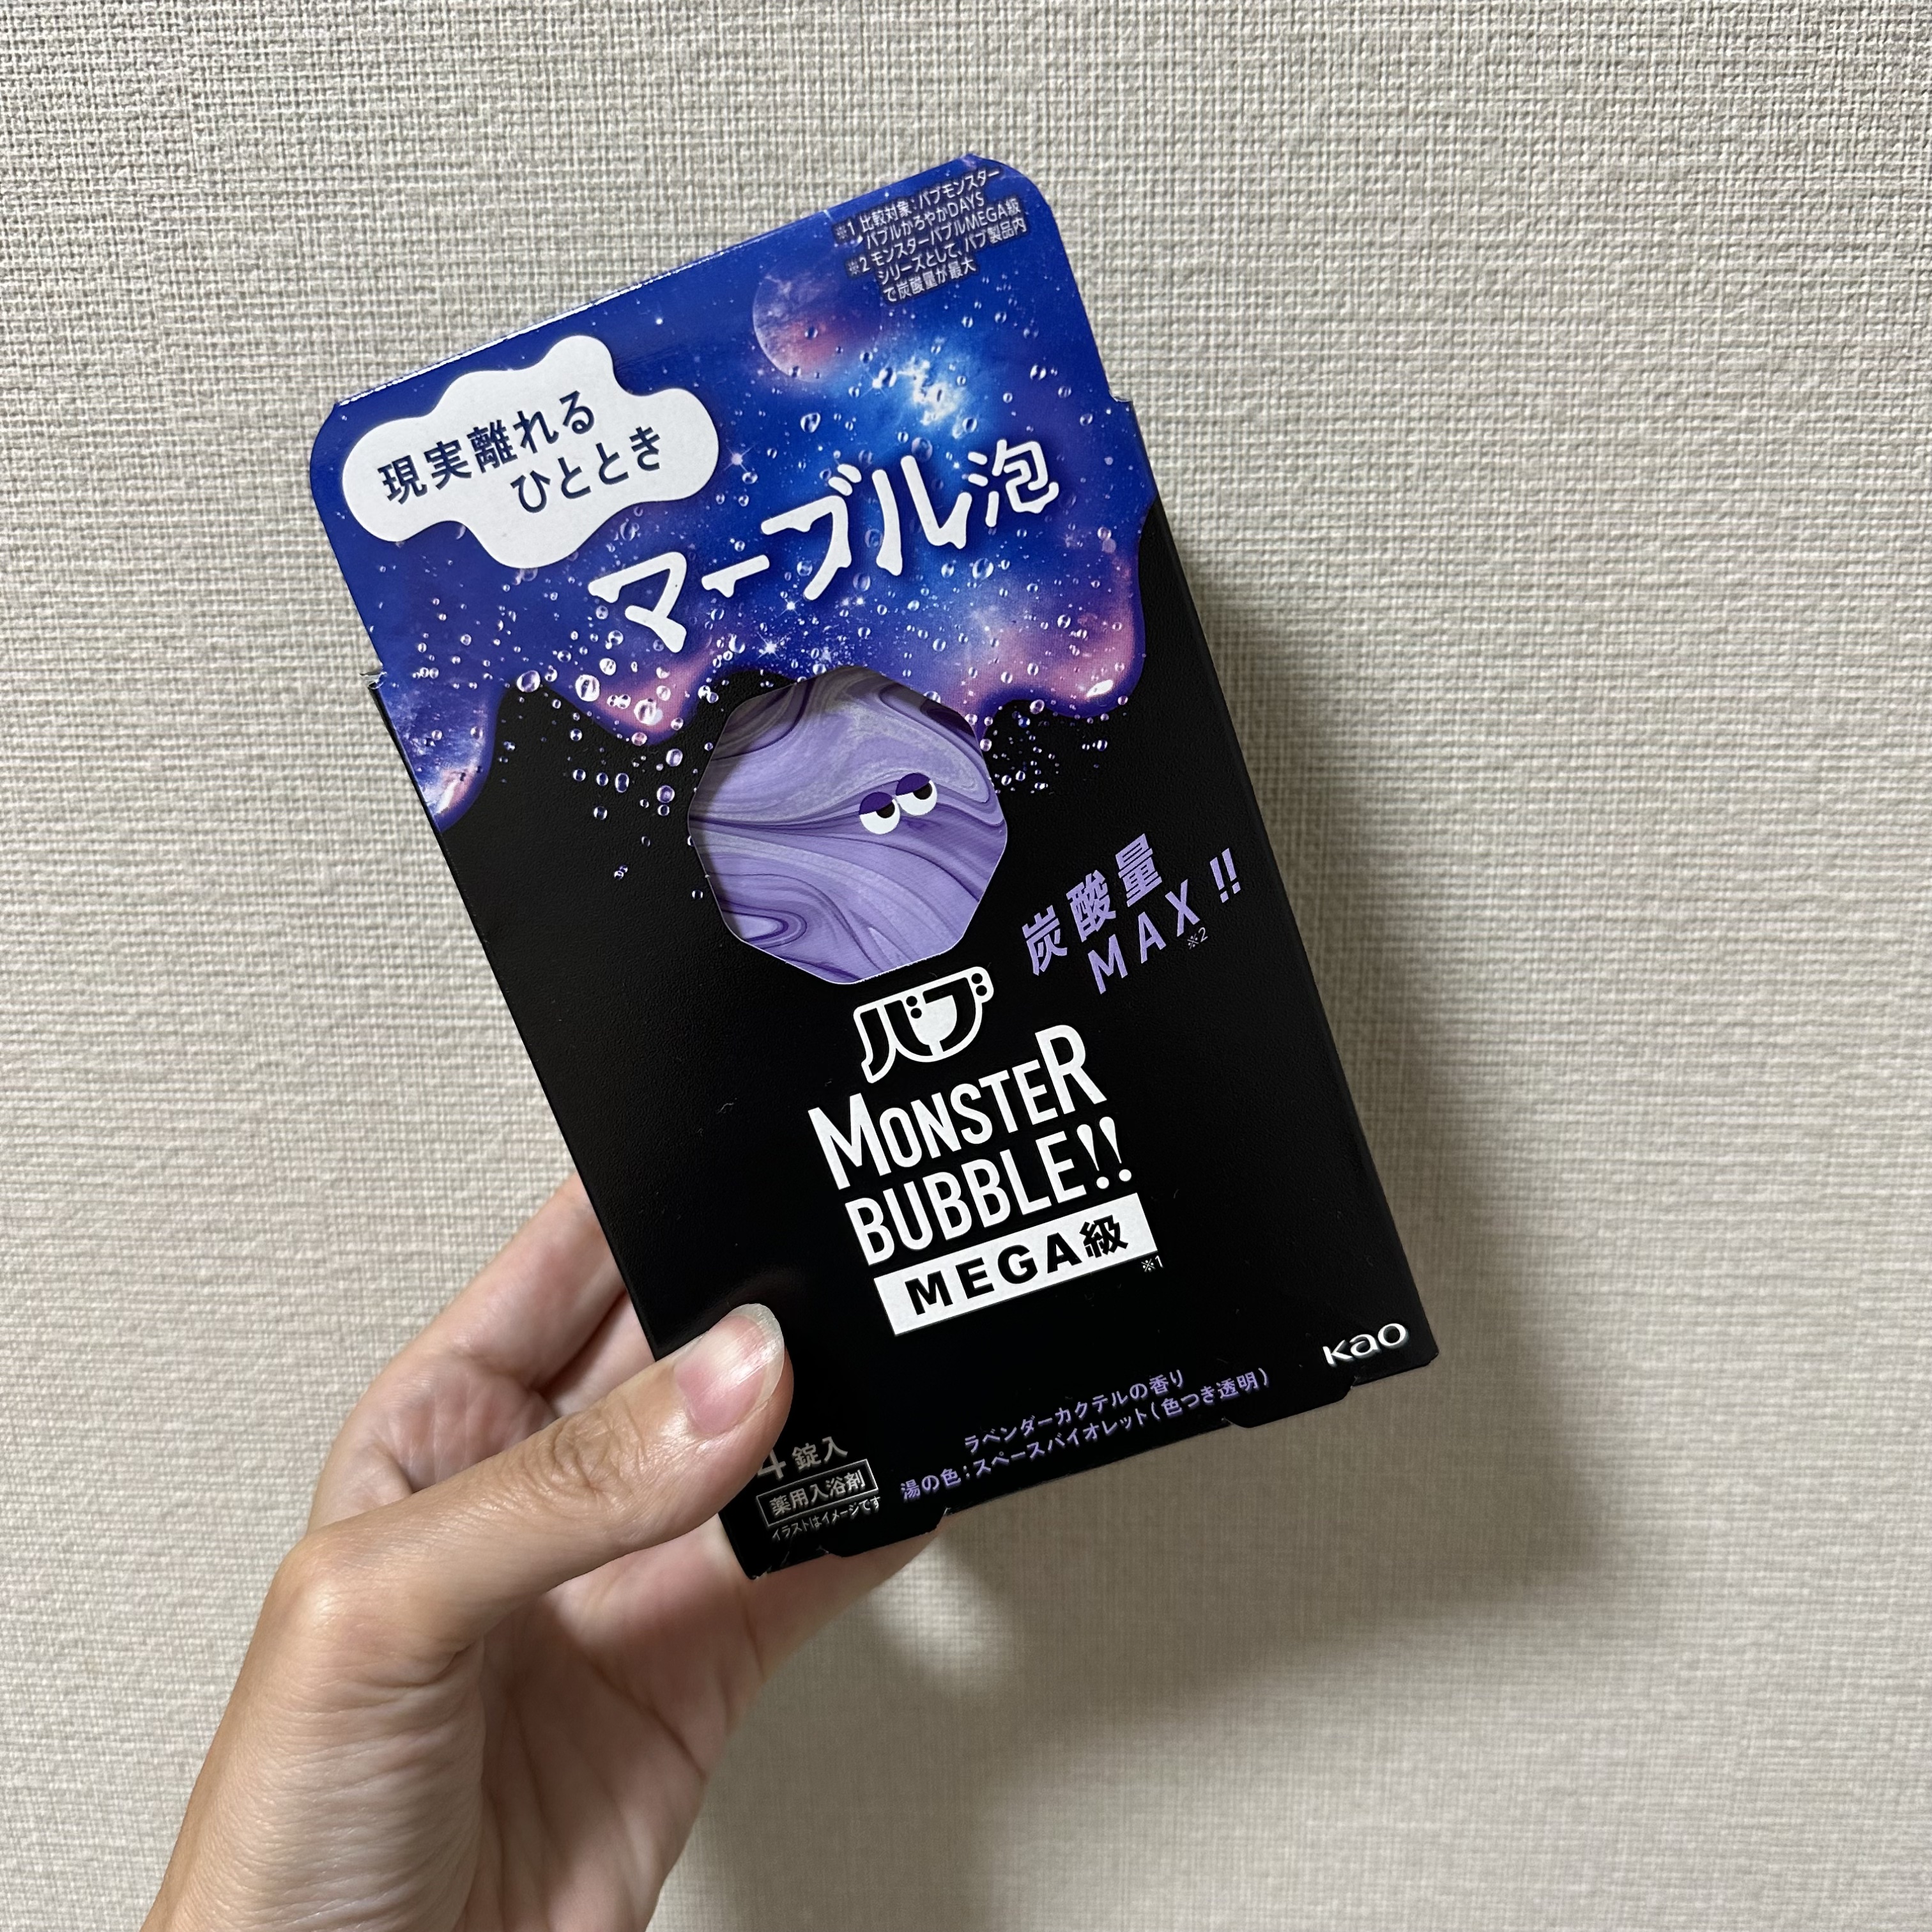 ※1 比較対象：バブモンスター
バブルかろやかDAYS
※2 モンスターバブルMEGA級
シリーズとして、バブ製品内
で炭酸量が最大
現実離れる
ひととき
マーブル泡
炭酸量
MAX!!
※2
バブ
MONSTER
BUBBLE!!
MEGA級
※1
Kao
ラベンダーカクテルの香り
湯の色：スペースバイオレット（色つき透明）
4錠入
薬用入浴剤
イラストはイメージです